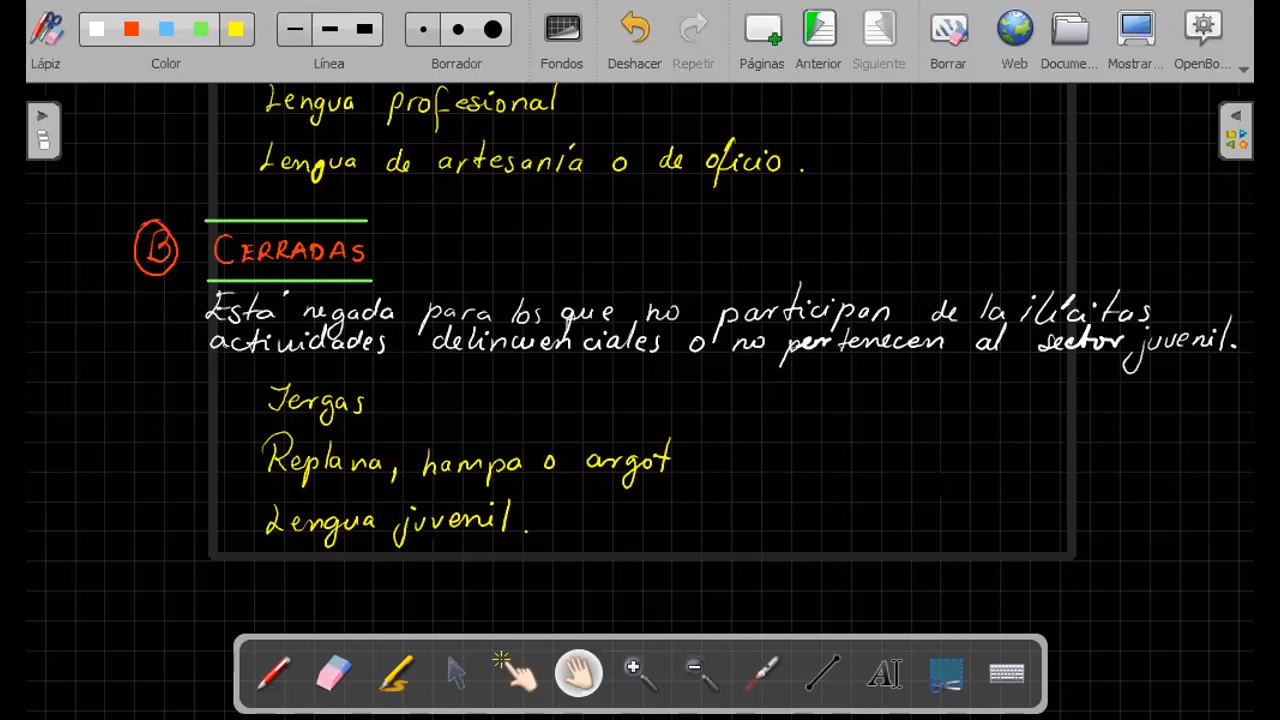 Lápiz
Color
Línea
Borrador
Fondos
Deshacer
Repetir
Páginas
Anterior
Siguiente
Borrar
Web
Docume...
Mostrar...
OpenBo...
Lengua profesional
Lengua de artesanía o de oficio.
B CERRADAS
Está negada para los que no participan de la ilícitas
actividades delincuenciales o no pertenecen al sector juvenil.
Jergas
Replana, hampa o argot
Lengua juvenil.